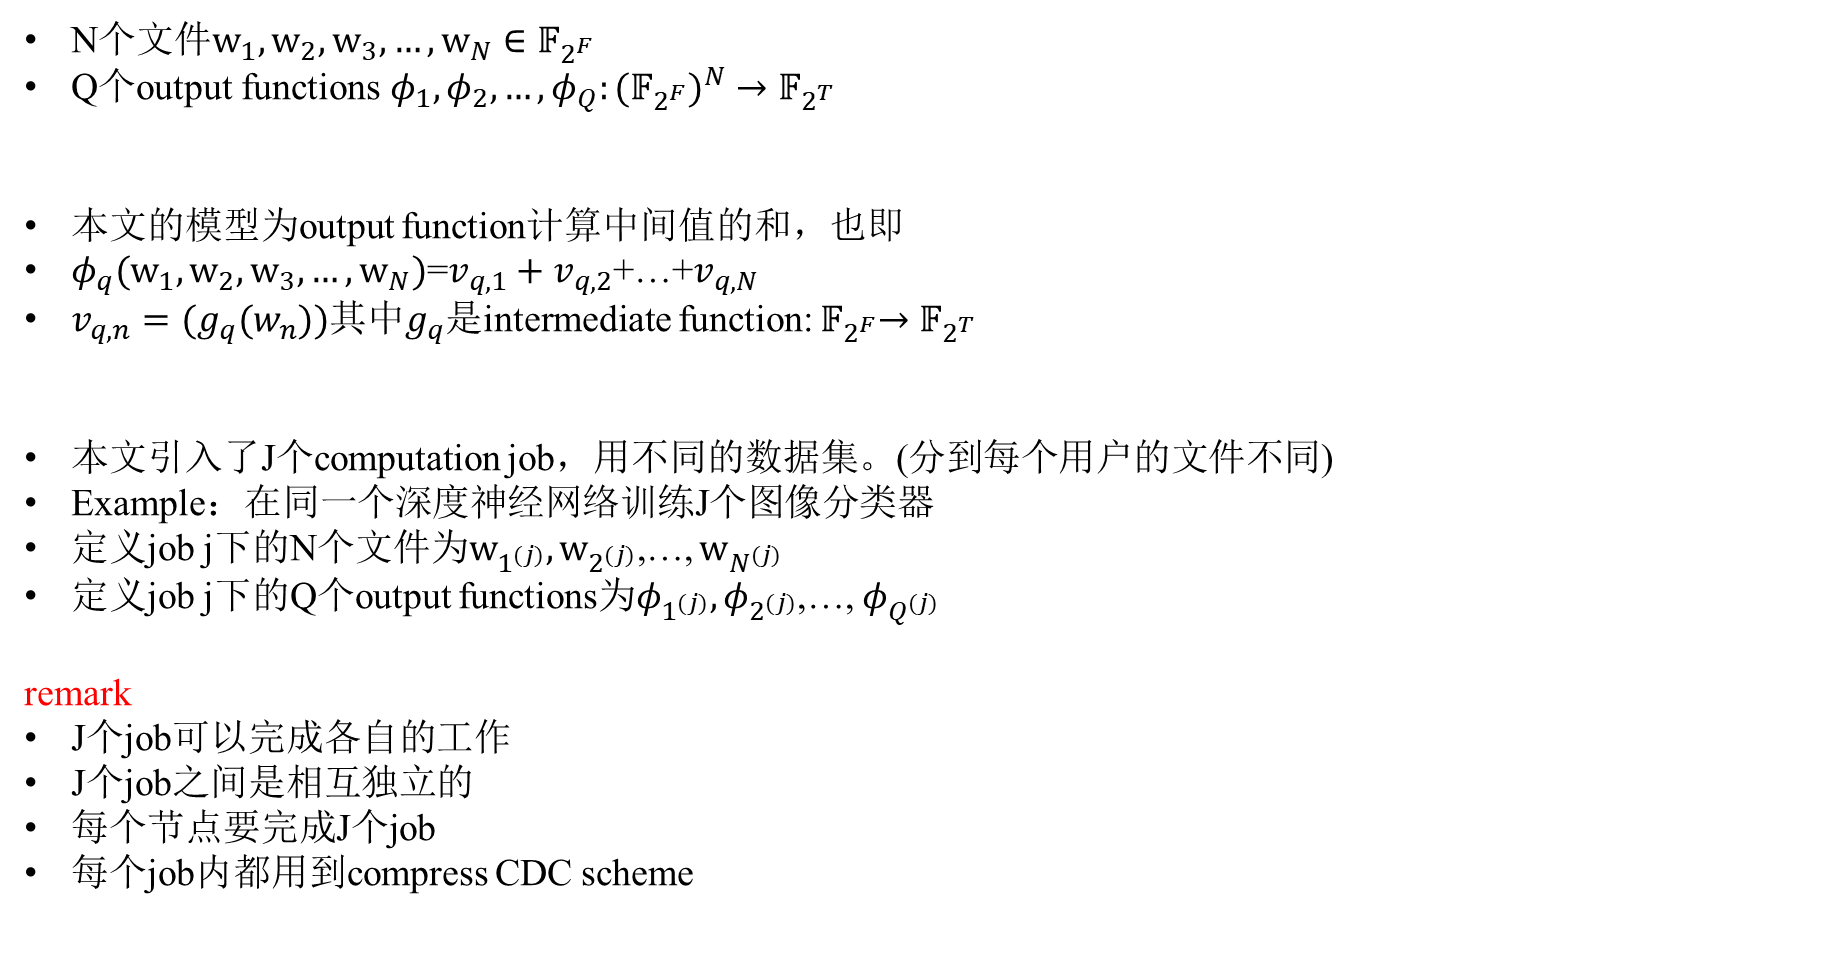 • N个文件w₁, w₂, w₃, … , w_N ∈ 𝔽_{2^F}
• Q个output functions ϕ₁, ϕ₂, … , ϕ_Q: (𝔽_{2^F})^N → 𝔽_{2^T}
• 本文的模型为output function计算中间值的和，也即
• ϕ_q(w₁, w₂, w₃, … , w_N)=v_{q,1} + v_{q,2}+…+v_{q,N}
• v_{q,n} = (g_q(w_n))其中g_q是intermediate function: 𝔽_{2^F}→ 𝔽_{2^T}
• 本文引入了J个computation job，用不同的数据集。(分到每个用户的文件不同)
• Example：在同一个深度神经网络训练J个图像分类器
• 定义job j下的N个文件为w_{1^{(j)}}, w_{2^{(j)}},…, w_{N^{(j)}}
• 定义job j下的Q个output functions为ϕ_{1^{(j)}}, ϕ_{2^{(j)}},…, ϕ_{Q^{(j)}}
remark
• J个job可以完成各自的工作
• J个job之间是相互独立的
• 每个节点要完成J个job
• 每个job内都用到compress CDC scheme